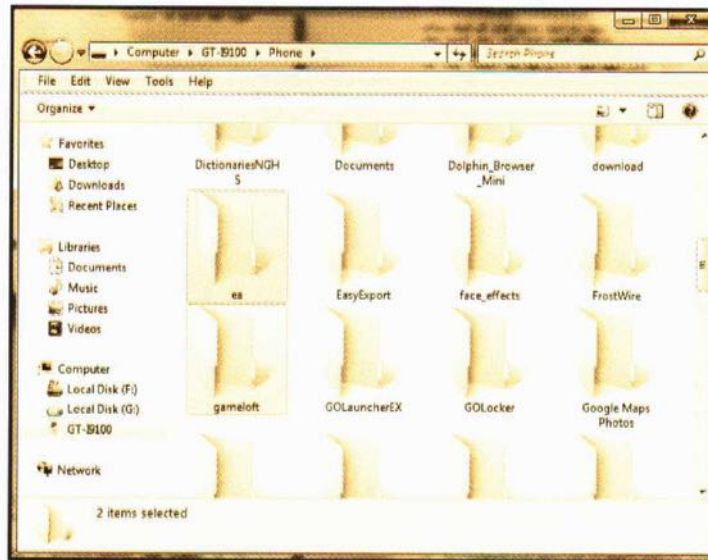 Computer ▸ GT-I9100 ▸ Phone ▸
Search Phone
File Edit View Tools Help
Organize
Favorites
Desktop
Downloads
Recent Places
Libraries
Documents
Music
Pictures
Videos
Computer
Local Disk (F:)
Local Disk (G:)
GT-I9100
Network
DictionariesNGH
S
Documents
Dolphin_Browser
_Mini
download
ea
EasyExport
face_effects
FrostWire
gameloft
GOLauncherEX
GOLocker
Google Maps
Photos
2 items selected